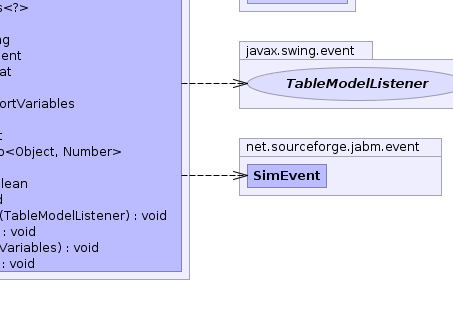 s<?>
ng
ent
at
ortVariables
t
o<Object, Number>
lean
d
(TableModelListener) : void
: void
Variables) : void
: void
javax.swing.event
TableModelListener
net.sourceforge.jabm.event
SimEvent